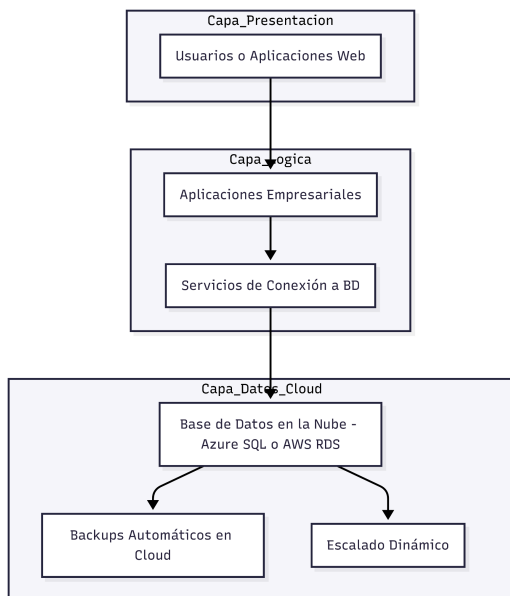 Capa_Presentacion
Usuarios o Aplicaciones Web
Capa_Logica
Aplicaciones Empresariales
Servicios de Conexión a BD
Capa_Datos_Cloud
Base de Datos en la Nube -
Azure SQL o AWS RDS
Backups Automáticos en
Cloud
Escalado Dinámico